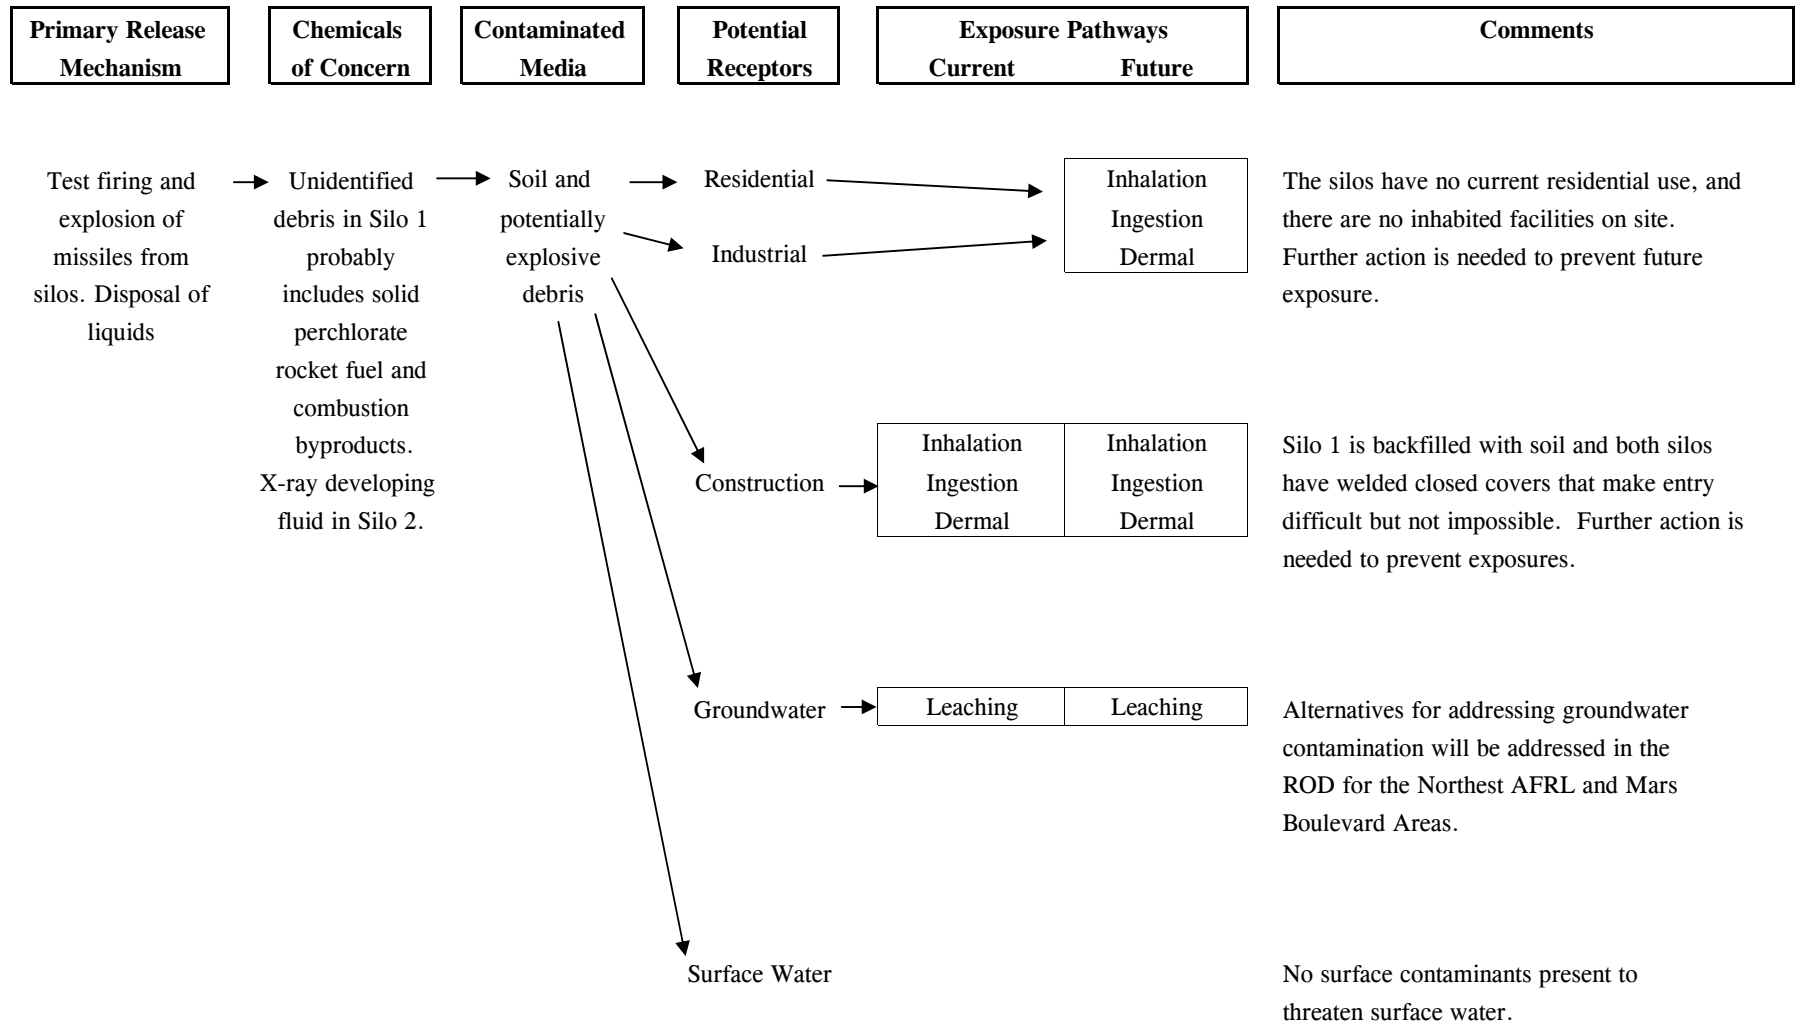 Primary Release
Mechanism
Chemicals
of Concern
Contaminated
Media
Potential
Receptors
Exposure Pathways
Current Future
Comments
Test firing and
explosion of
missiles from
silos. Disposal of
liquids
Unidentified
debris in Silo 1
probably
includes solid
perchlorate
rocket fuel and
combustion
byproducts.
X-ray developing
fluid in Silo 2.
Soil and
potentially
explosive
debris
Residential
Industrial
Inhalation
Ingestion
Dermal
The silos have no current residential use, and
there are no inhabited facilities on site.
Further action is needed to prevent future
exposure.
Construction
Inhalation
Ingestion
Dermal
Inhalation
Ingestion
Dermal
Silo 1 is backfilled with soil and both silos
have welded closed covers that make entry
difficult but not impossible.  Further action is
needed to prevent exposures.
Groundwater
Leaching
Leaching
Alternatives for addressing groundwater
contamination will be addressed in the
ROD for the Northest AFRL and Mars
Boulevard Areas.
Surface Water
No surface contaminants present to
threaten surface water.